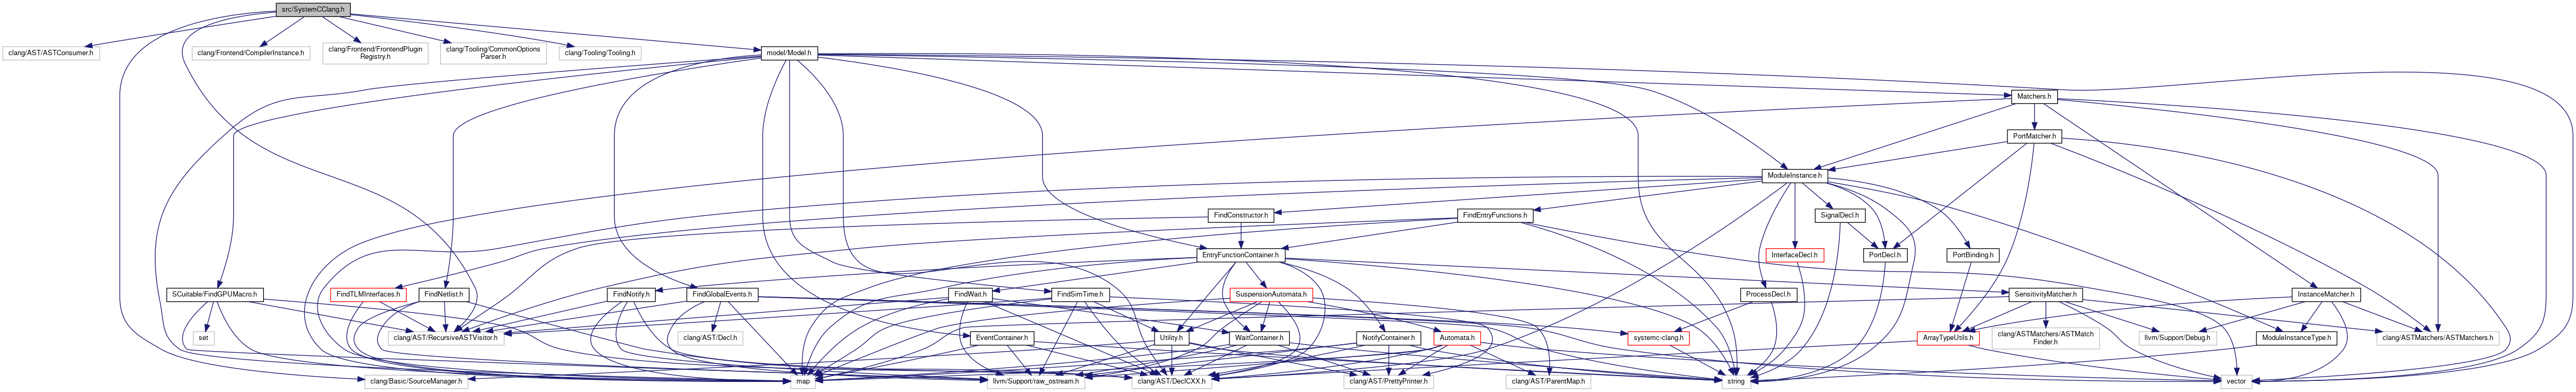 src/SystemCClang.h
clang/AST/ASTConsumer.h
clang/Frontend/CompilerInstance.h
clang/Frontend/FrontendPlugin
Registry.h
clang/Tooling/CommonOptions
Parser.h
clang/Tooling/Tooling.h
model/Model.h
Matchers.h
PortMatcher.h
ModuleInstance.h
FindConstructor.h
FindEntryFunctions.h
SignalDecl.h
EntryFunctionContainer.h
InterfaceDecl.h
PortDecl.h
PortBinding.h
SCuitable/FindGPUMacro.h
FindTLMInterfaces.h
FindNetlist.h
FindNotify.h
FindGlobalEvents.h
FindWait.h
FindSimTime.h
SuspensionAutomata.h
ProcessDecl.h
SensitivityMatcher.h
InstanceMatcher.h
set
clang/AST/RecursiveASTVisitor.h
clang/AST/Decl.h
EventContainer.h
Utility.h
WaitContainer.h
NotifyContainer.h
Automata.h
systemc-clang.h
ArrayTypeUtils.h
clang/ASTMatchers/ASTMatch
Finder.h
llvm/Support/Debug.h
ModuleInstanceType.h
clang/ASTMatchers/ASTMatchers.h
clang/Basic/SourceManager.h
map
llvm/Support/raw_ostream.h
clang/AST/DeclCXX.h
clang/AST/PrettyPrinter.h
clang/AST/ParentMap.h
string
vector